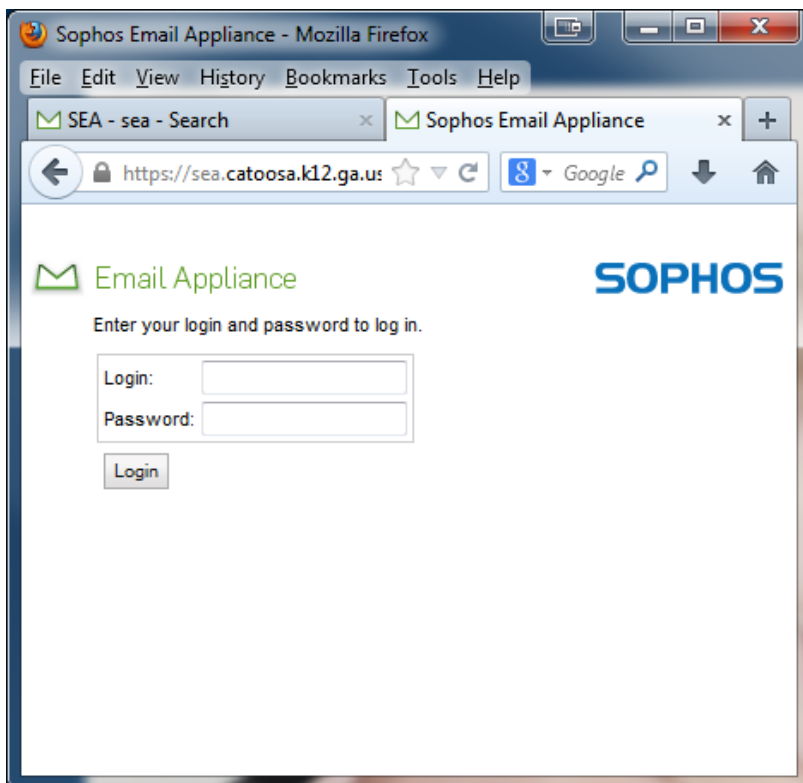 Sophos Email Appliance - Mozilla Firefox
File Edit View History Bookmarks Tools Help
SEA - sea - Search Sophos Email Appliance
https://sea.catoosa.k12.ga.us 8 Google
Email Appliance SOPHOS
Enter your login and password to log in.
Login:
Password:
Login